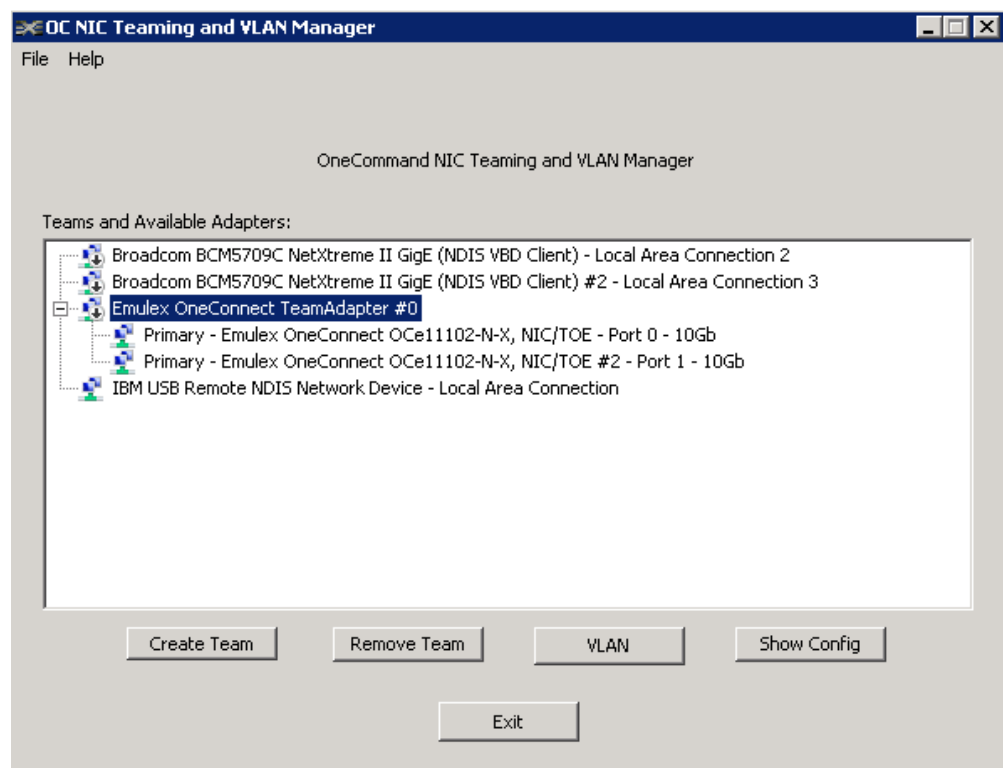 OC NIC Teaming and VLAN Manager
File Help
OneCommand NIC Teaming and VLAN Manager
Teams and Available Adapters:
Broadcom BCM5709C NetXtreme II GigE (NDIS VBD Client) - Local Area Connection 2
Broadcom BCM5709C NetXtreme II GigE (NDIS VBD Client) #2 - Local Area Connection 3
Emulex OneConnect TeamAdapter #0
Primary - Emulex OneConnect OCe11102-N-X, NIC/TOE - Port 0 - 10Gb
Primary - Emulex OneConnect OCe11102-N-X, NIC/TOE #2 - Port 1 - 10Gb
IBM USB Remote NDIS Network Device - Local Area Connection
Create Team Remove Team VLAN Show Config
Exit